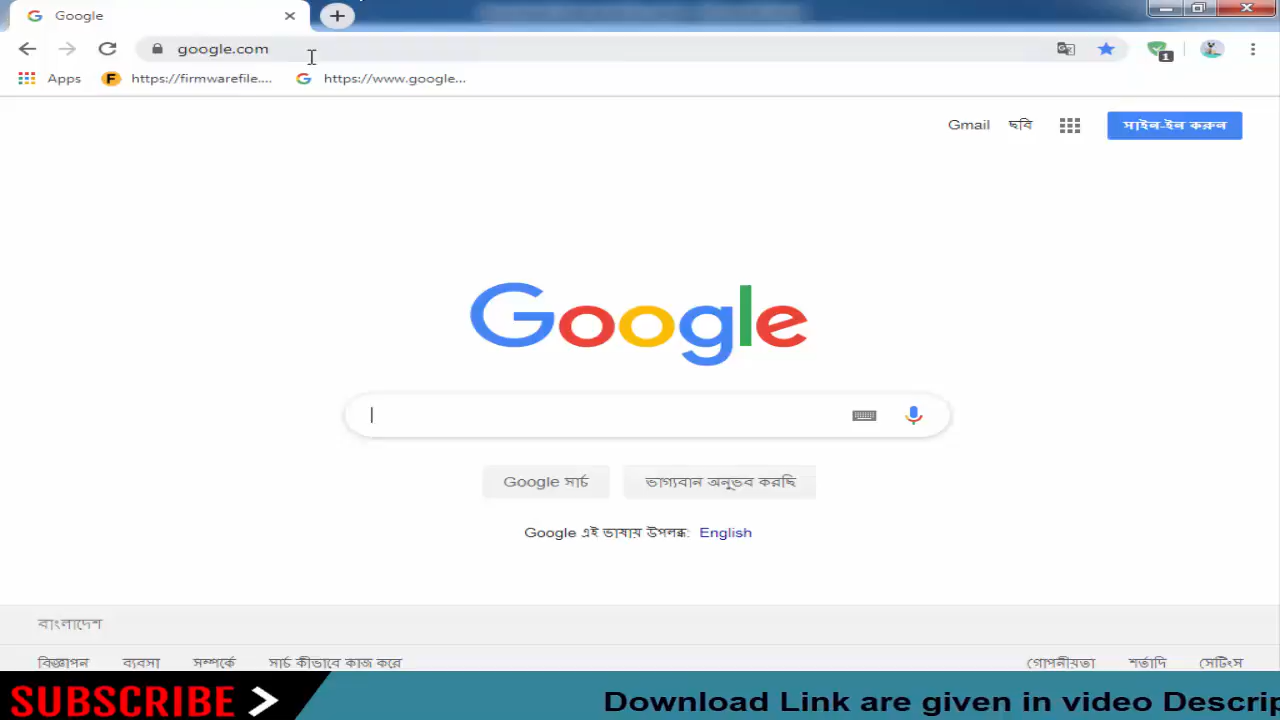 Google
google.com
Apps https://firmwarefile.... https://www.google...
Gmail ছবি সাইন-ইন করুন
Google
Google সার্চ ভাগ্যবান অনুভব করছি
Google এই ভাষায় উপলব্ধ: English
বাংলাদেশ
বিজ্ঞাপন ব্যবসা সম্পর্কে সার্চ কীভাবে কাজ করে গোপনীয়তা শর্তাদি সেটিংস
SUBSCRIBE > Download Link are given in video Descrip